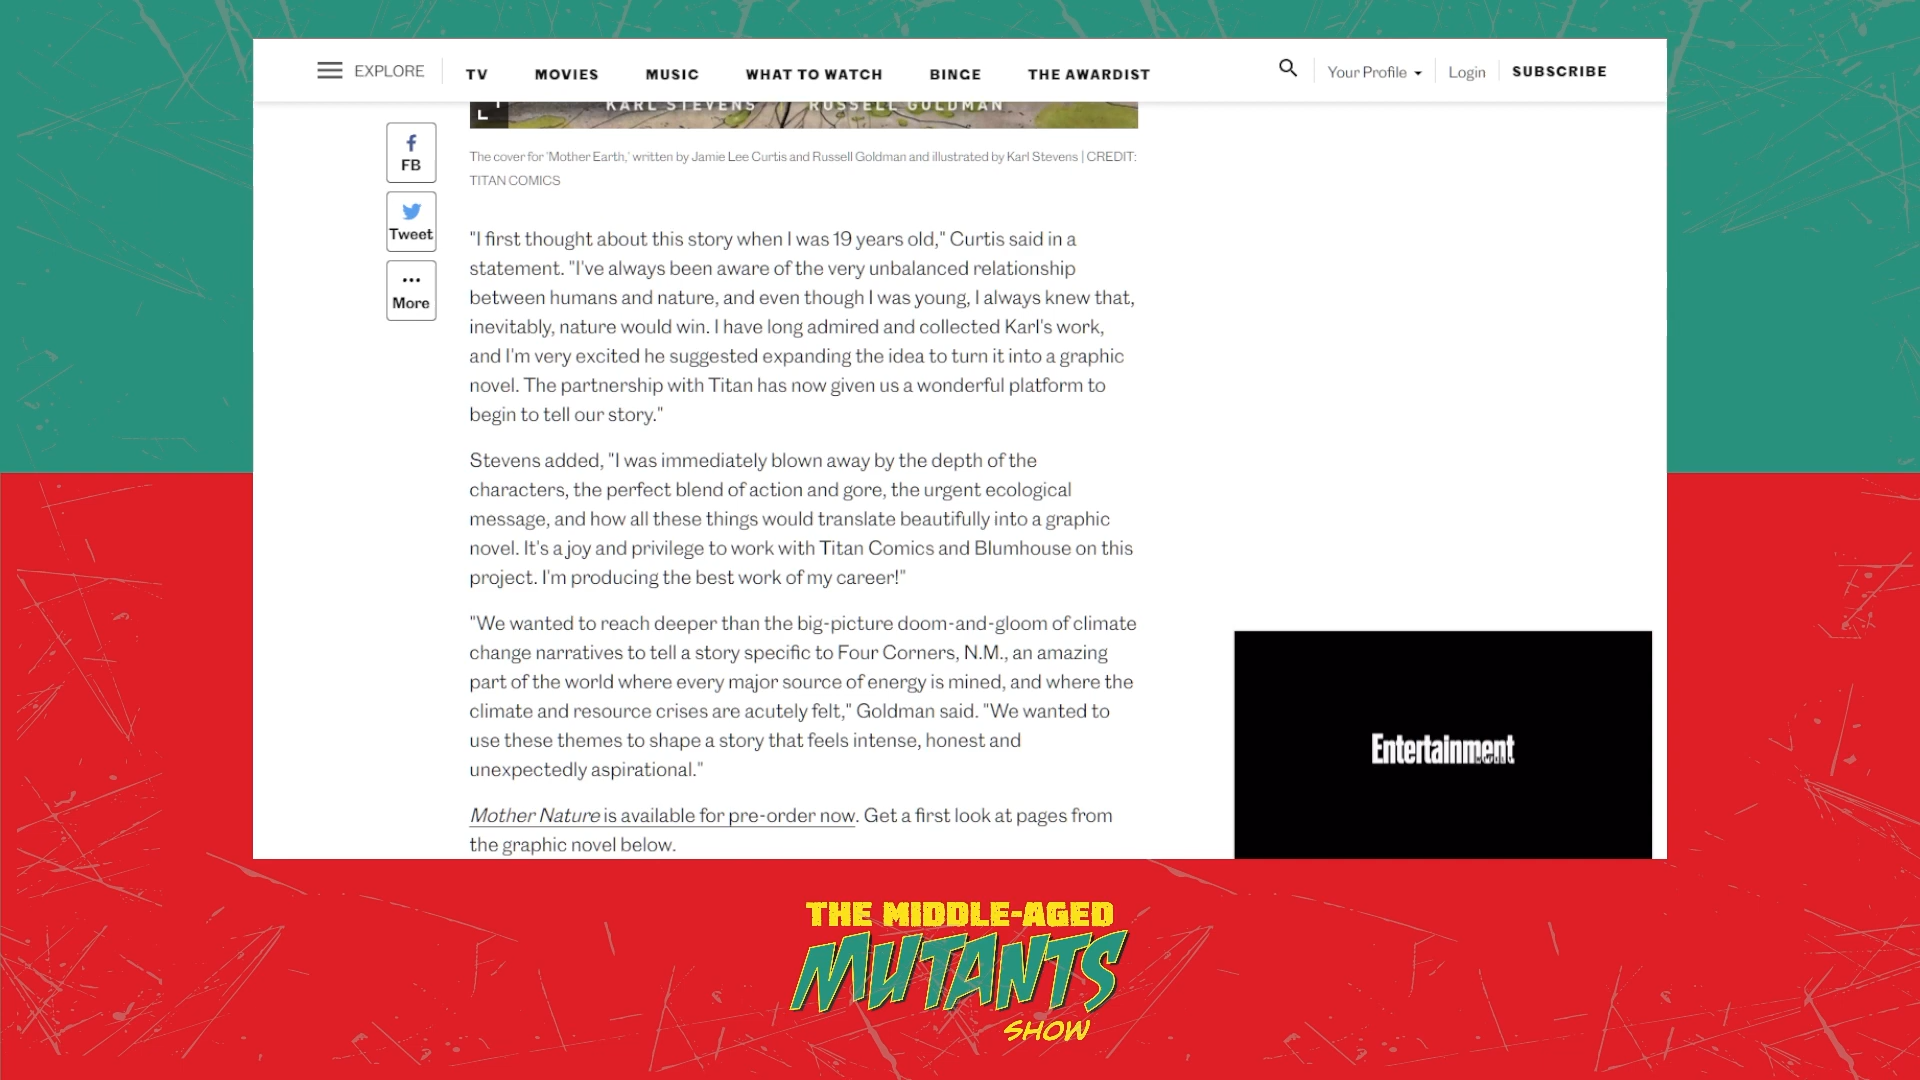 EXPLORE
TV
MOVIES
MUSIC
WHAT TO WATCH
BINGE
THE AWARDIST
Your Profile
Login
SUBSCRIBE
KARL STEVENS RUSSELL GOLDMAN
FB
Tweet
More
The cover for 'Mother Earth,' written by Jamie Lee Curtis and Russell Goldman and illustrated by Karl Stevens | CREDIT:
TITAN COMICS
"I first thought about this story when I was 19 years old," Curtis said in a
statement. "I've always been aware of the very unbalanced relationship
between humans and nature, and even though I was young, I always knew that,
inevitably, nature would win. I have long admired and collected Karl's work,
and I'm very excited he suggested expanding the idea to turn it into a graphic
novel. The partnership with Titan has now given us a wonderful platform to
begin to tell our story."
Stevens added, "I was immediately blown away by the depth of the
characters, the perfect blend of action and gore, the urgent ecological
message, and how all these things would translate beautifully into a graphic
novel. It's a joy and privilege to work with Titan Comics and Blumhouse on this
project. I'm producing the best work of my career!"
"We wanted to reach deeper than the big-picture doom-and-gloom of climate
change narratives to tell a story specific to Four Corners, N.M., an amazing
part of the world where every major source of energy is mined, and where the
climate and resource crises are acutely felt," Goldman said. "We wanted to
use these themes to shape a story that feels intense, honest and
unexpectedly aspirational."
Mother Nature is available for pre-order now. Get a first look at pages from
the graphic novel below.
Entertainment
THE MIDDLE-AGED
MUTANTS
SHOW